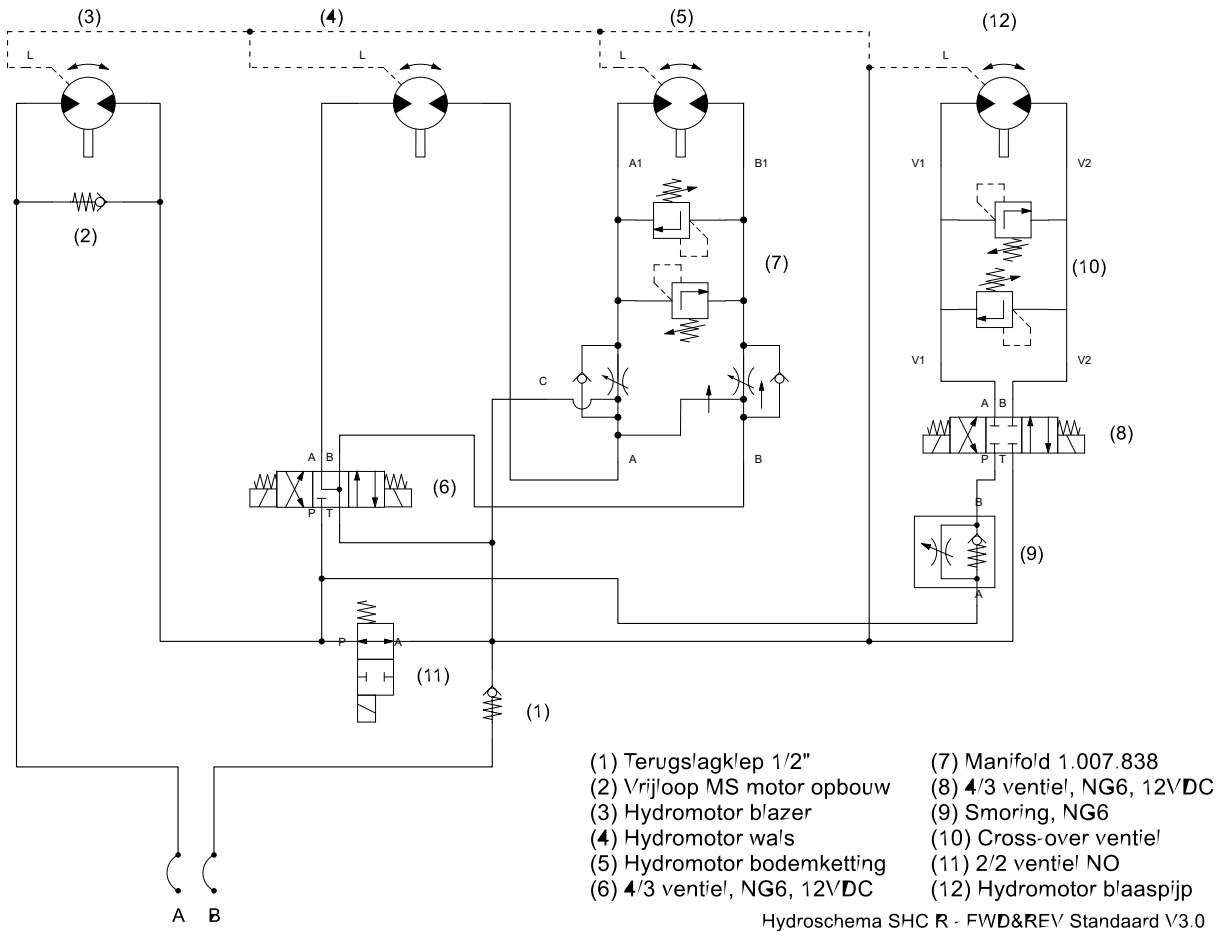 (3) (4) (5) (12)
L L L L
A1 B1 V1 V2
(2)
(7) (10)
C V1 V2
A B
(8)
A B A B
(6) P T
P T B
(9)
A
P A
(11)
(1)
(1) Terugslagklep 1/2"
(2) Vrijloop MS motor opbouw
(3) Hydromotor blazer
(4) Hydromotor wals
(5) Hydromotor bodemketting
(6) 4/3 ventiel, NG6, 12VDC
(7) Manifold 1.007.838
(8) 4/3 ventiel, NG6, 12VDC
(9) Smoring, NG6
(10) Cross-over ventiel
(11) 2/2 ventiel NO
(12) Hydromotor blaaspijp
A B
Hydroschema SHC R - FWD&REV Standaard V3.0